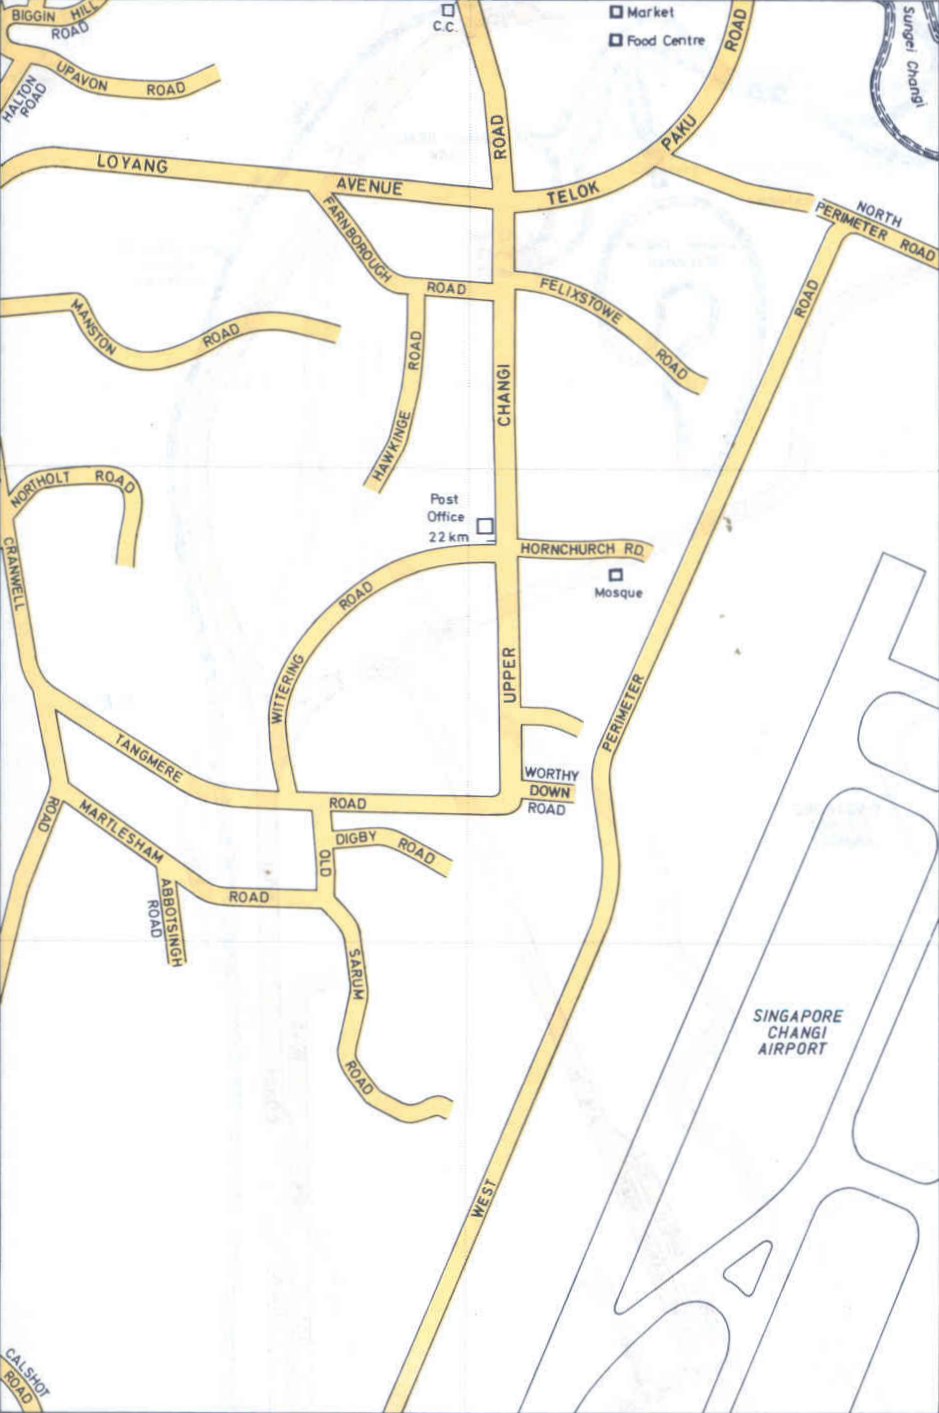 BIGGIN HILL
ROAD
C.C.
Market
Food Centre
ROAD
Sungei Changi
UPAVON ROAD
HALTON
ROAD
ROAD
PAKU
LOYANG
AVENUE
TELOK
NORTH
PERIMETER ROAD
FARNBOROUGH
ROAD
FELIXSTOWE
ROAD
ROAD
MANSTON
ROAD
ROAD
HAWKINGE
CHANGI
NORTHOLT ROAD
Post
Office
22 km
HORNCHURCH RD.
Mosque
CRANWELL
ROAD
WITTERING
UPPER
PERIMETER
TANGMERE
ROAD
WORTHY
DOWN
ROAD
ROAD
MARTLESHAM
ROAD
DIGBY ROAD
OLD
ABBOTSINGH
ROAD
SARUM
ROAD
SINGAPORE
CHANGI
AIRPORT
WEST
CALSHOT
ROAD